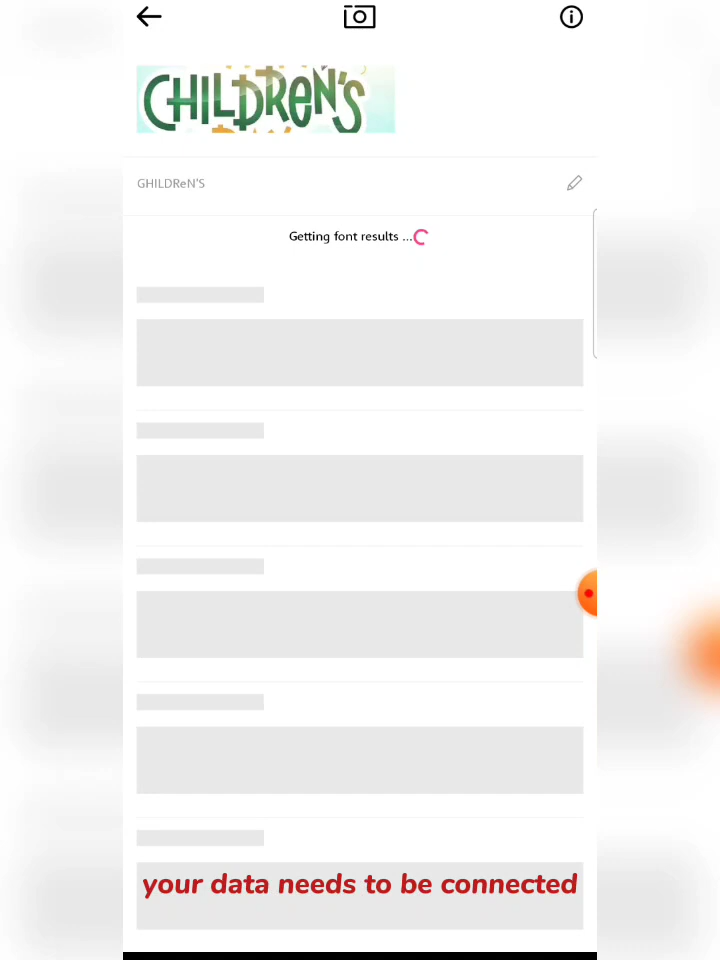 CHILDReN'S
GHILDReN'S
Getting font results ...
your data needs to be connected